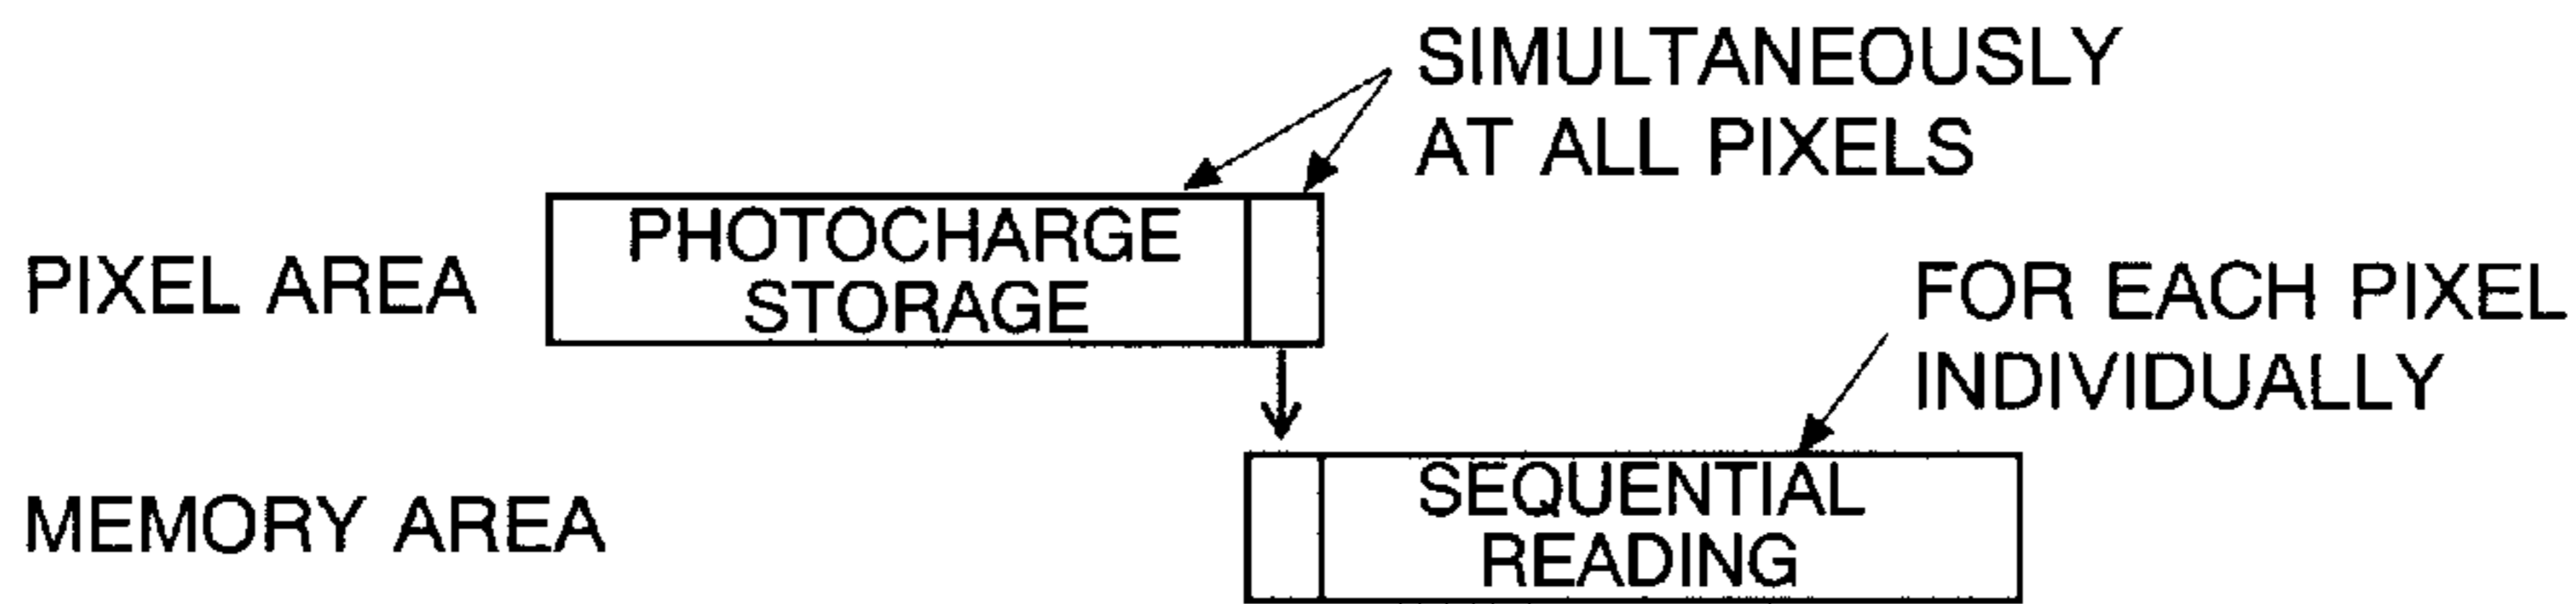 SIMULTANEOUSLY
AT ALL PIXELS
PIXEL AREA
PHOTOCHARGE
STORAGE
FOR EACH PIXEL
INDIVIDUALLY
MEMORY AREA
SEQUENTIAL
READING